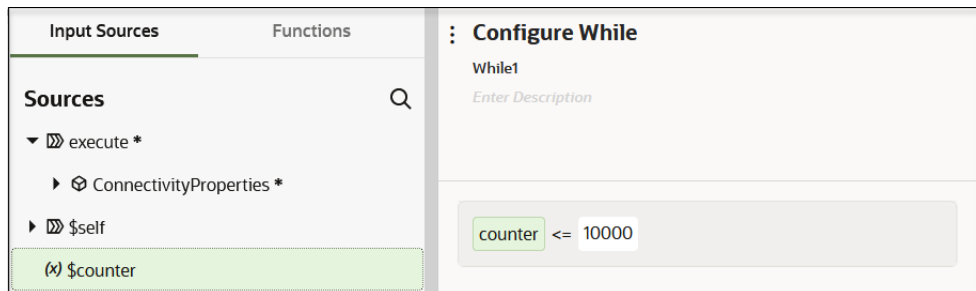 Input Sources
Functions
Sources
execute *
ConnectivityProperties *
$self
(x) $counter
Configure While
While1
Enter Description
counter <= 10000